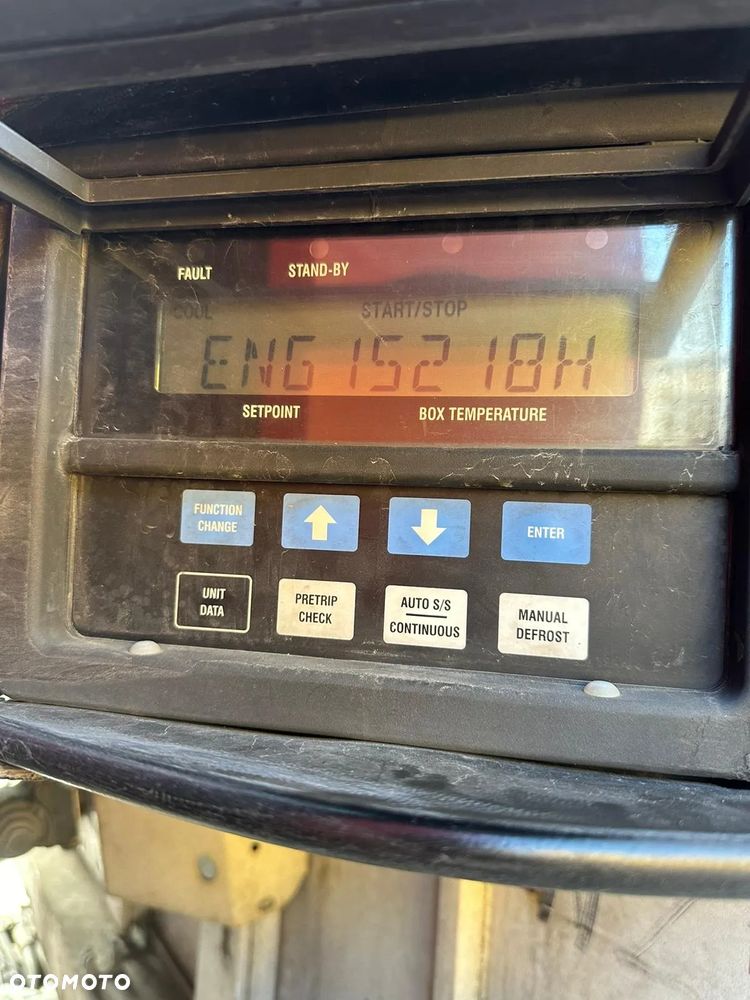 FAULT STAND-BY
COOL START/STOP
ENG 15218H
SETPOINT BOX TEMPERATURE
FUNCTION CHANGE
ENTER
UNIT DATA
PRETRIP CHECK
AUTO S/S CONTINUOUS
MANUAL DEFROST
OTOMOTO